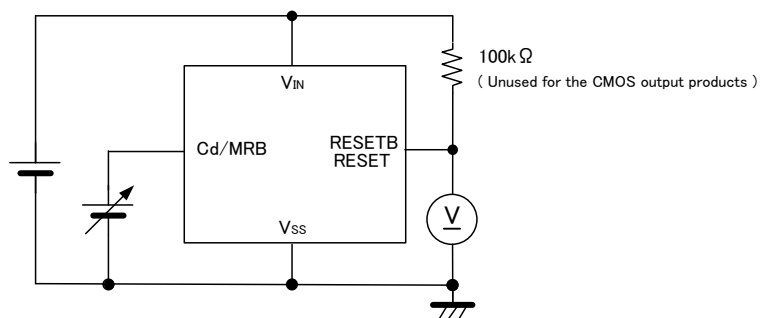 100kΩ
( Unused for the CMOS output products )
VIN
Cd/MRB
RESETB
RESET
V
VSS